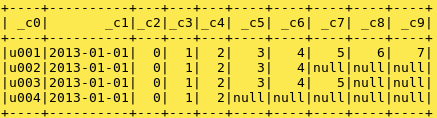 +----+----------+---+---+---+----+----+----+----+----+
| _c0|       _c1|_c2|_c3|_c4| _c5| _c6| _c7| _c8| _c9|
+----+----------+---+---+---+----+----+----+----+----+
|u001|2013-01-01|  0|  1|  2|   3|   4|   5|   6|   7|
|u002|2013-01-01|  0|  1|  2|   3|   4|null|null|null|
|u003|2013-01-01|  0|  1|  2|   3|   4|   5|null|null|
|u004|2013-01-01|  0|  1|  2|null|null|null|null|null|
+----+----------+---+---+---+----+----+----+----+----+